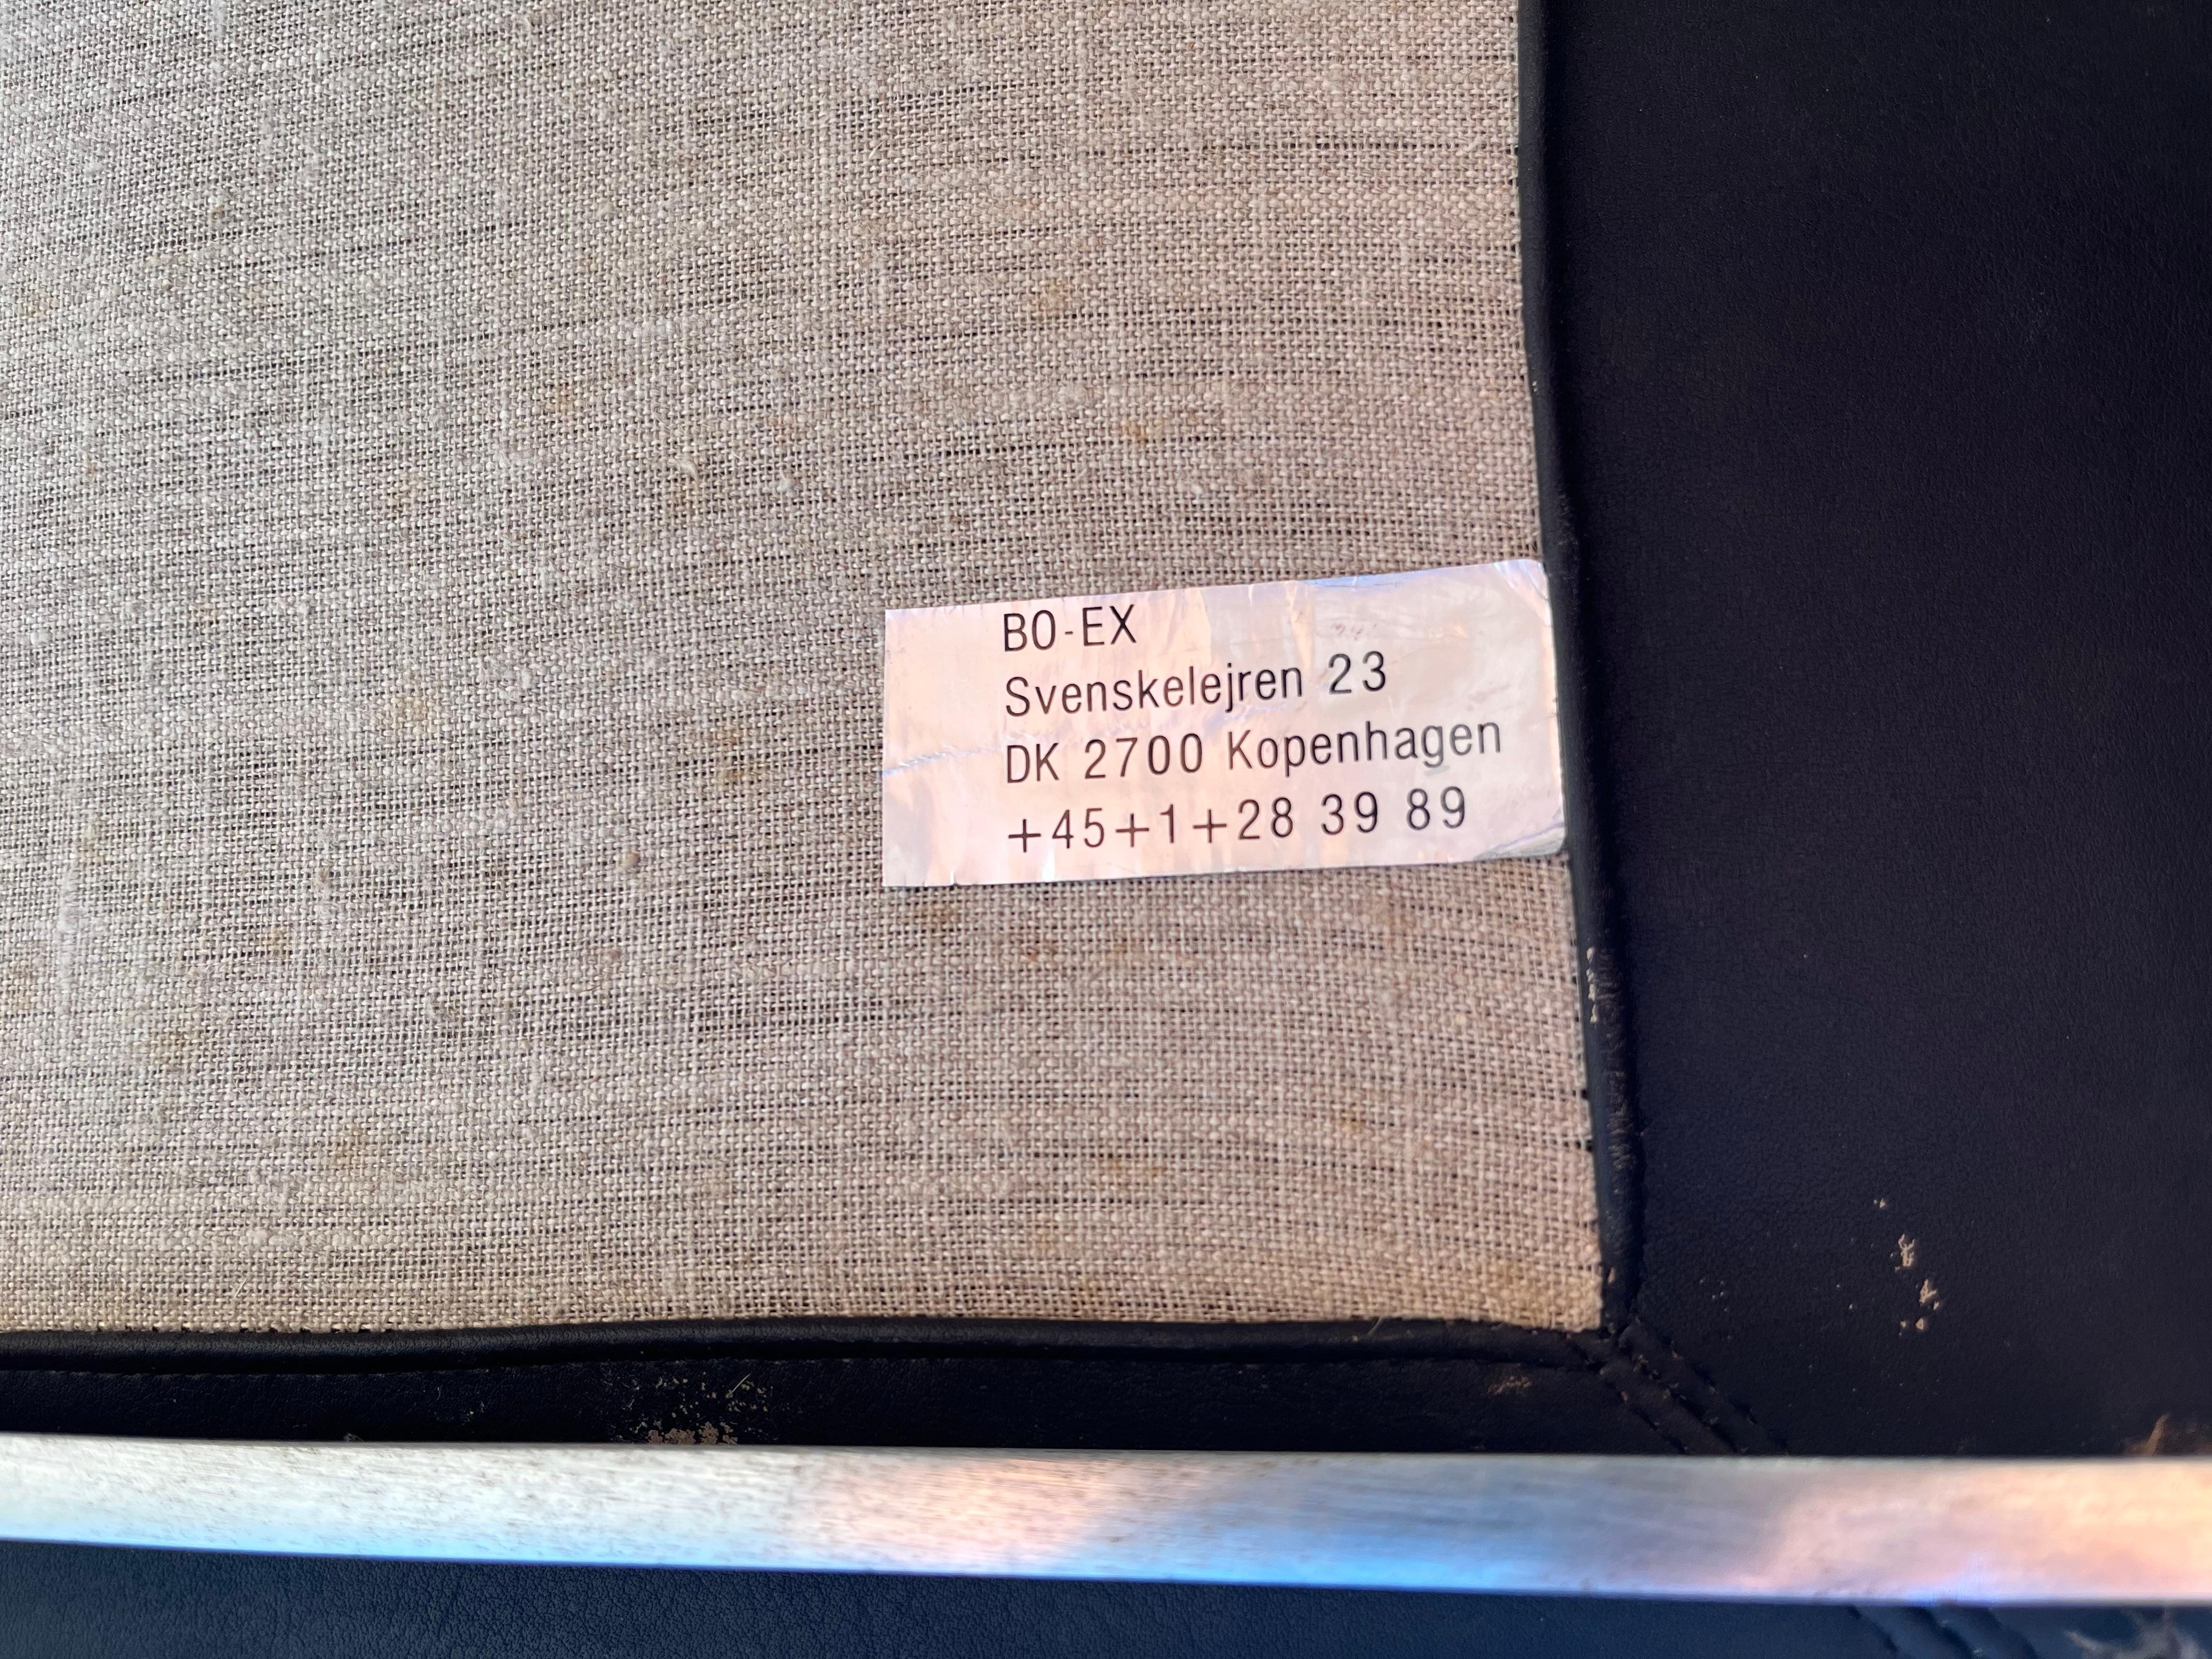 BO-EX
Svenskelejren 23
DK 2700 Kopenhagen
+45+1+28 39 89